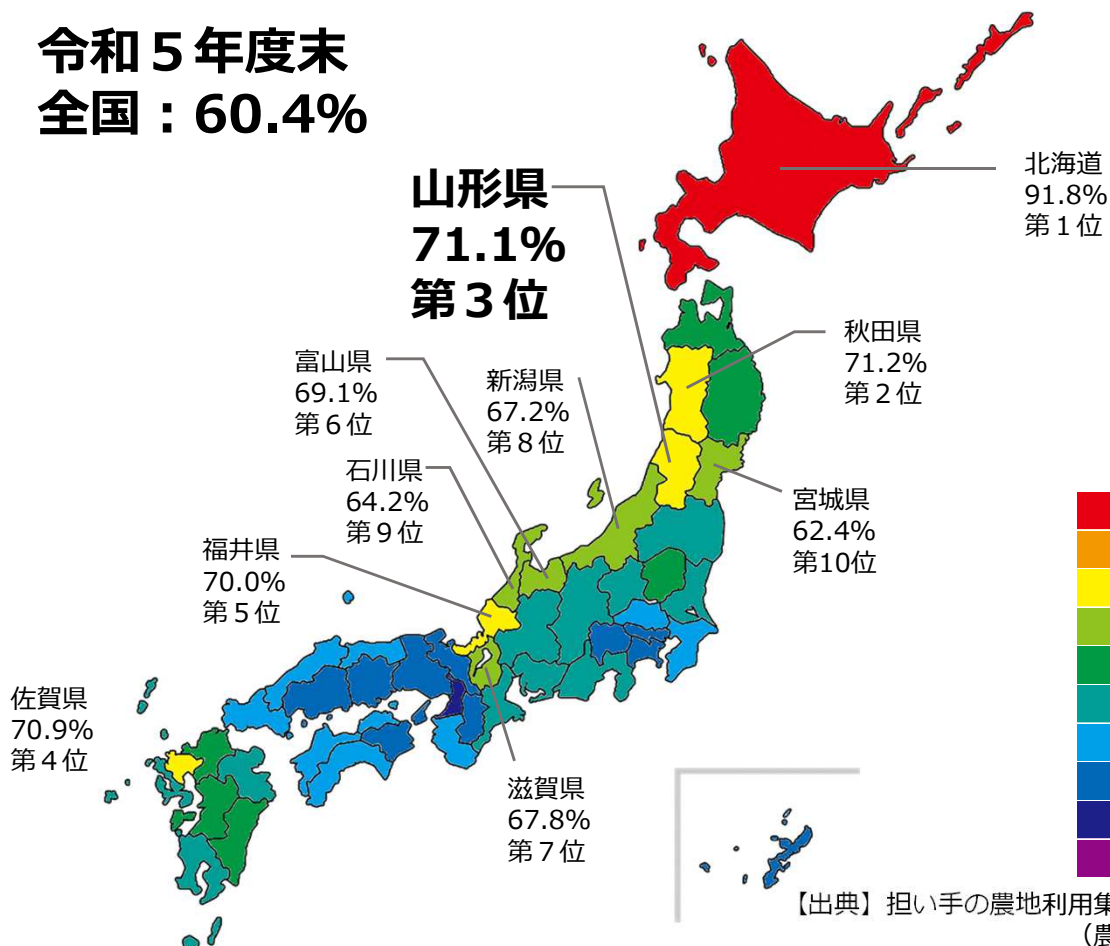 令和５年度末
全国：60.4%
山形県
71.1%
第３位
北海道
91.8%
第１位
秋田県
71.2%
第２位
富山県
69.1%
第６位
新潟県
67.2%
第８位
石川県
64.2%
第９位
宮城県
62.4%
第10位
福井県
70.0%
第５位
佐賀県
70.9%
第４位
滋賀県
67.8%
第７位
【出典】担い手の農地利用集
（農